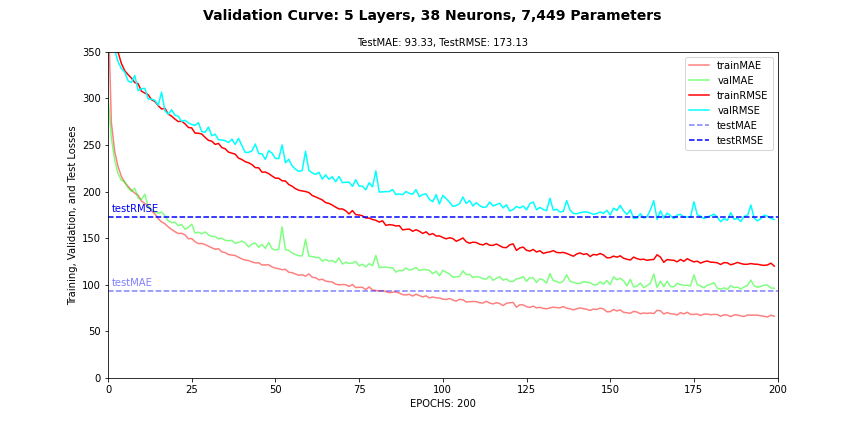 Validation Curve: 5 Layers, 38 Neurons, 7,449 Parameters
TestMAE: 93.33, TestRMSE: 173.13
Training, Validation, and Test Losses
350
300
250
200
150
100
50
0
testRMSE
testMAE
trainMAE
valMAE
trainRMSE
valRMSE
testMAE
testRMSE
0 25 50 75 100 125 150 175 200
EPOCHS: 200